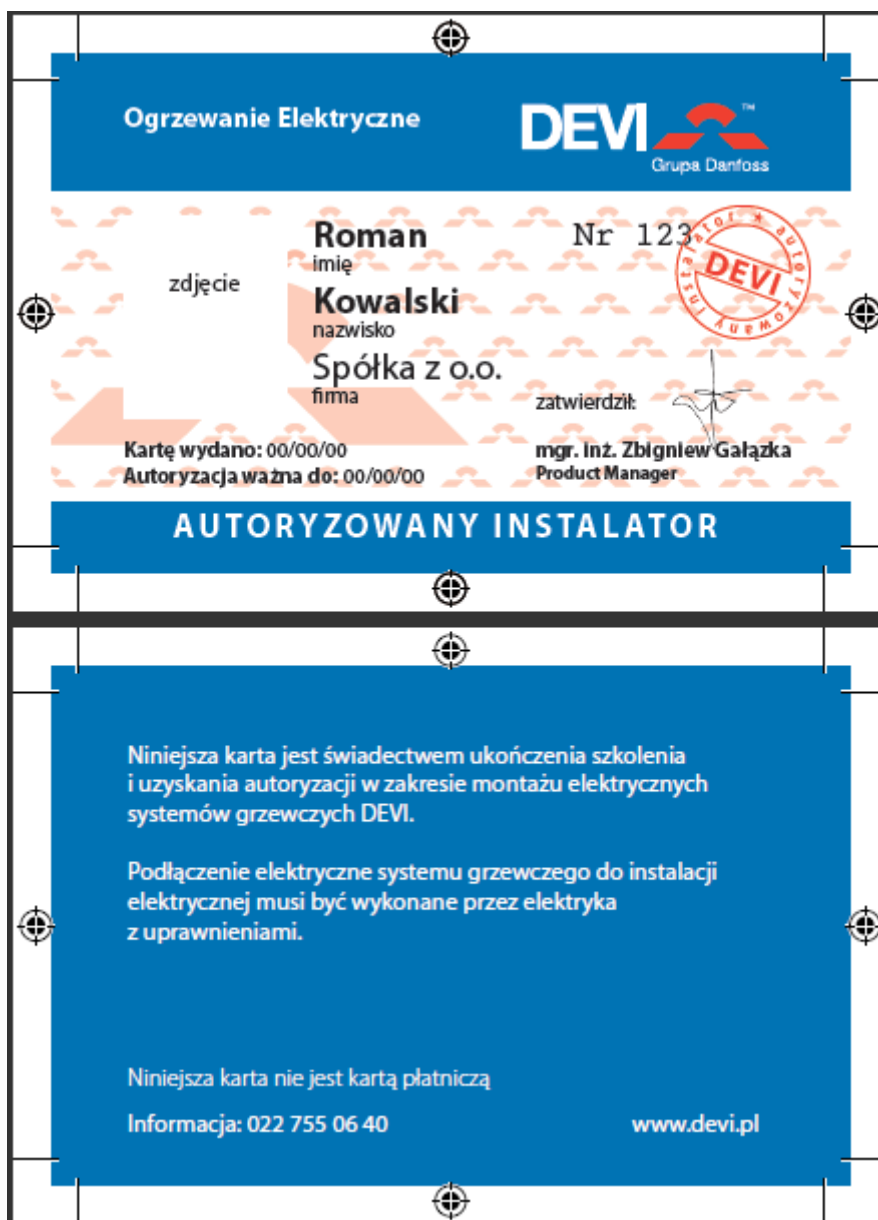 Ogrzewanie Elektryczne
DEVI™
Grupa Danfoss
zdjęcie
Roman
imię
Kowalski
nazwisko
Spółka z o.o.
firma
Nr 123
autoryzowany instalator
DEVI
zatwierdził:
Kartę wydano: 00/00/00
Autoryzacja ważna do: 00/00/00
mgr. inż. Zbigniew Gałązka
Product Manager
AUTORYZOWANY INSTALATOR
Niniejsza karta jest świadectwem ukończenia szkolenia
i uzyskania autoryzacji w zakresie montażu elektrycznych
systemów grzewczych DEVI.
Podłączenie elektryczne systemu grzewczego do instalacji
elektrycznej musi być wykonane przez elektryka
z uprawnieniami.
Niniejsza karta nie jest kartą płatniczą
Informacja: 022 755 06 40
www.devi.pl